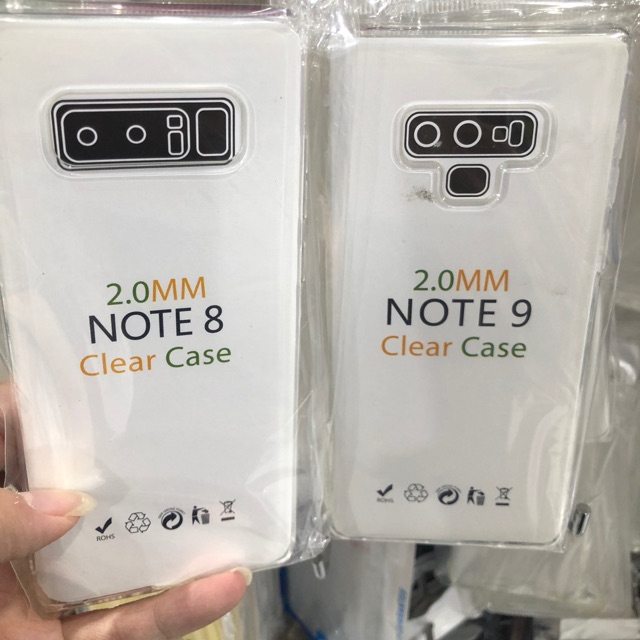 2.0MM
NOTE 8
Clear Case
ROHS
2.0MM
NOTE 9
Clear Case
ROHS